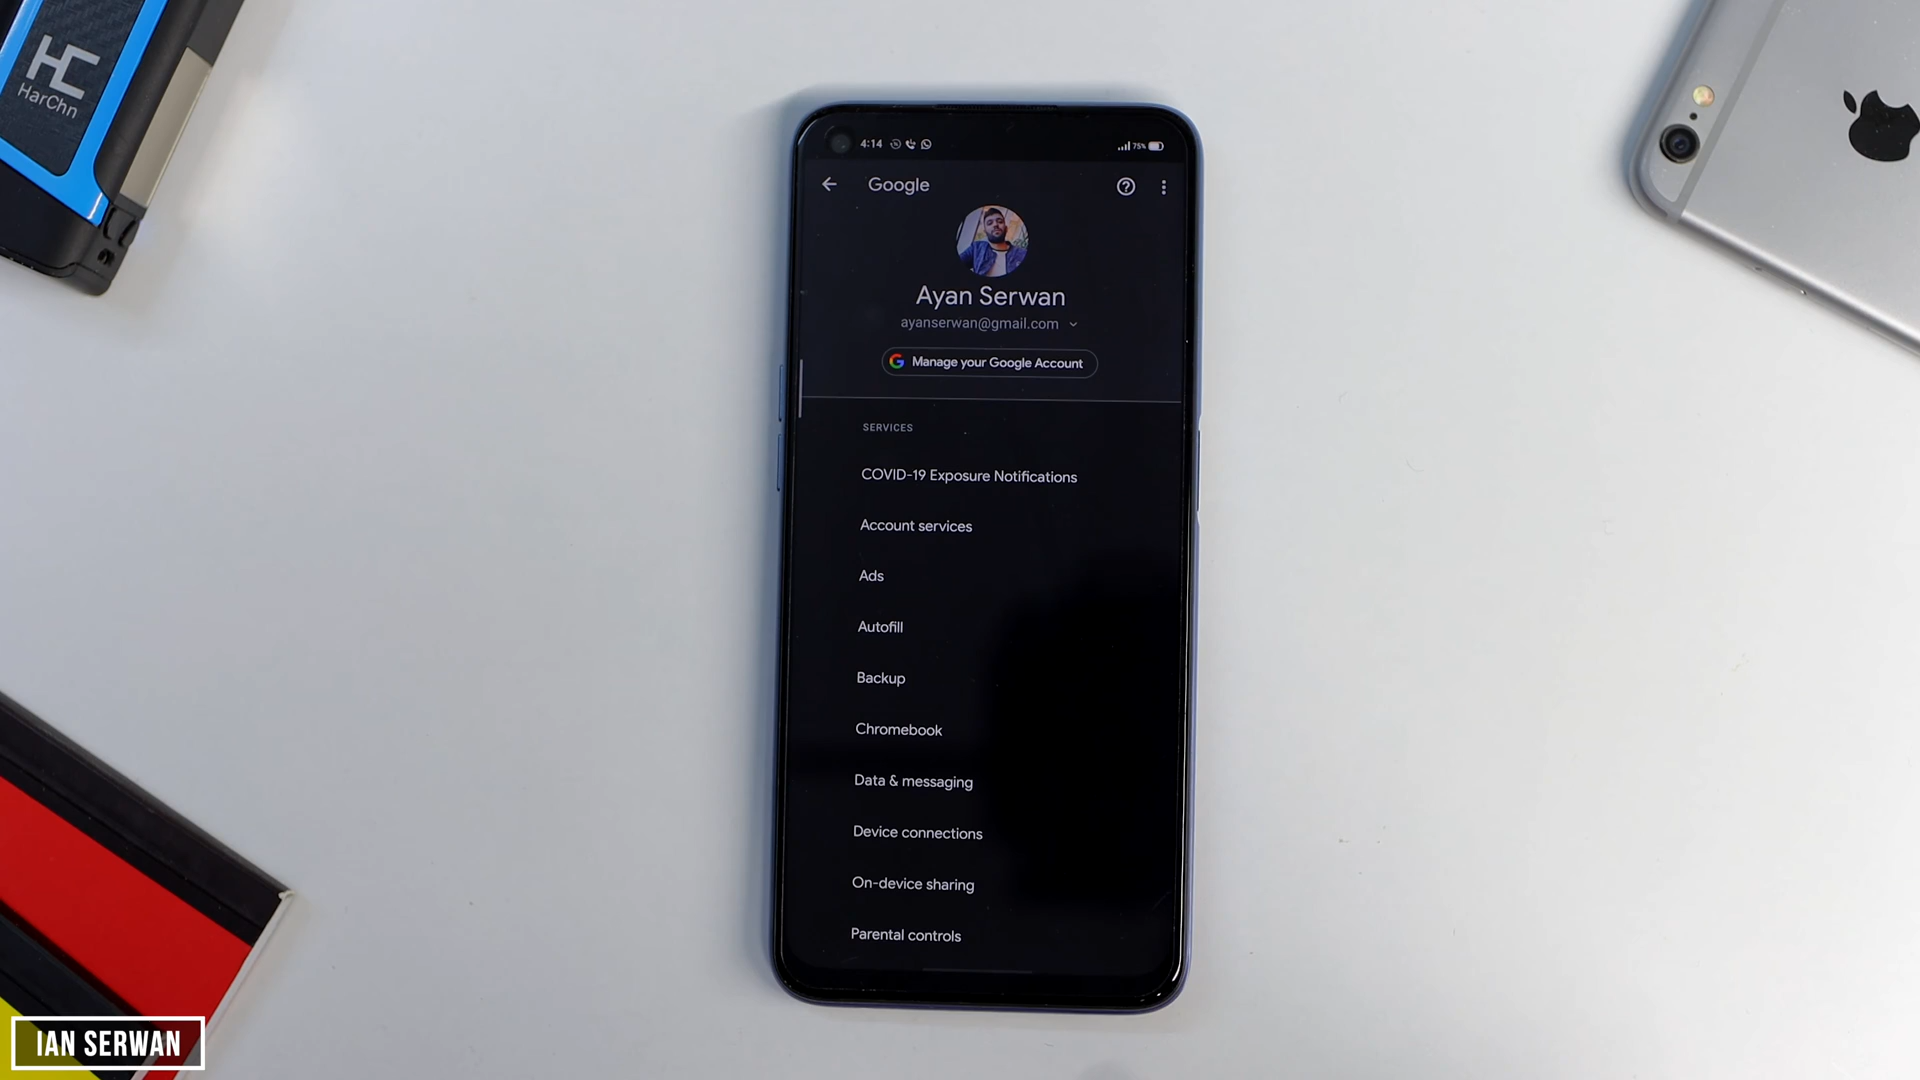 HC
HarChn
4:14
75%
Google
Ayan Serwan
ayanserwan@gmail.com
Manage your Google Account
SERVICES
COVID-19 Exposure Notifications
Account services
Ads
Autofill
Backup
Chromebook
Data & messaging
Device connections
On-device sharing
Parental controls
IAN SERWAN